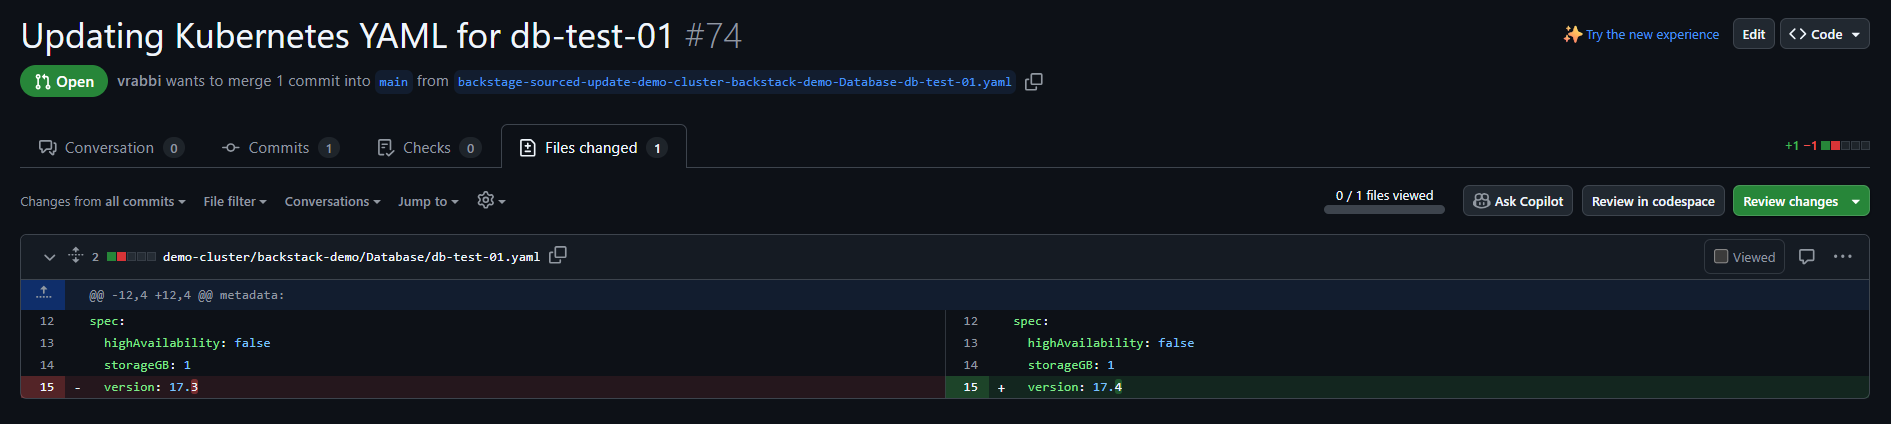 Updating Kubernetes YAML for db-test-01 #74
Try the new experience
Edit
<> Code
Open
vrabbi wants to merge 1 commit into main from backstage-sourced-update-demo-cluster-backstack-demo-Database-db-test-01.yaml
Conversation 0
Commits 1
Checks 0
Files changed 1
+1 −1
Changes from all commits
File filter
Conversations
Jump to
0 / 1 files viewed
Ask Copilot
Review in codespace
Review changes
2 demo-cluster/backstack-demo/Database/db-test-01.yaml
Viewed
@@ -12,4 +12,4 @@ metadata:
12 spec:
13 highAvailability: false
14 storageGB: 1
15 - version: 17.3
12 spec:
13 highAvailability: false
14 storageGB: 1
15 + version: 17.4